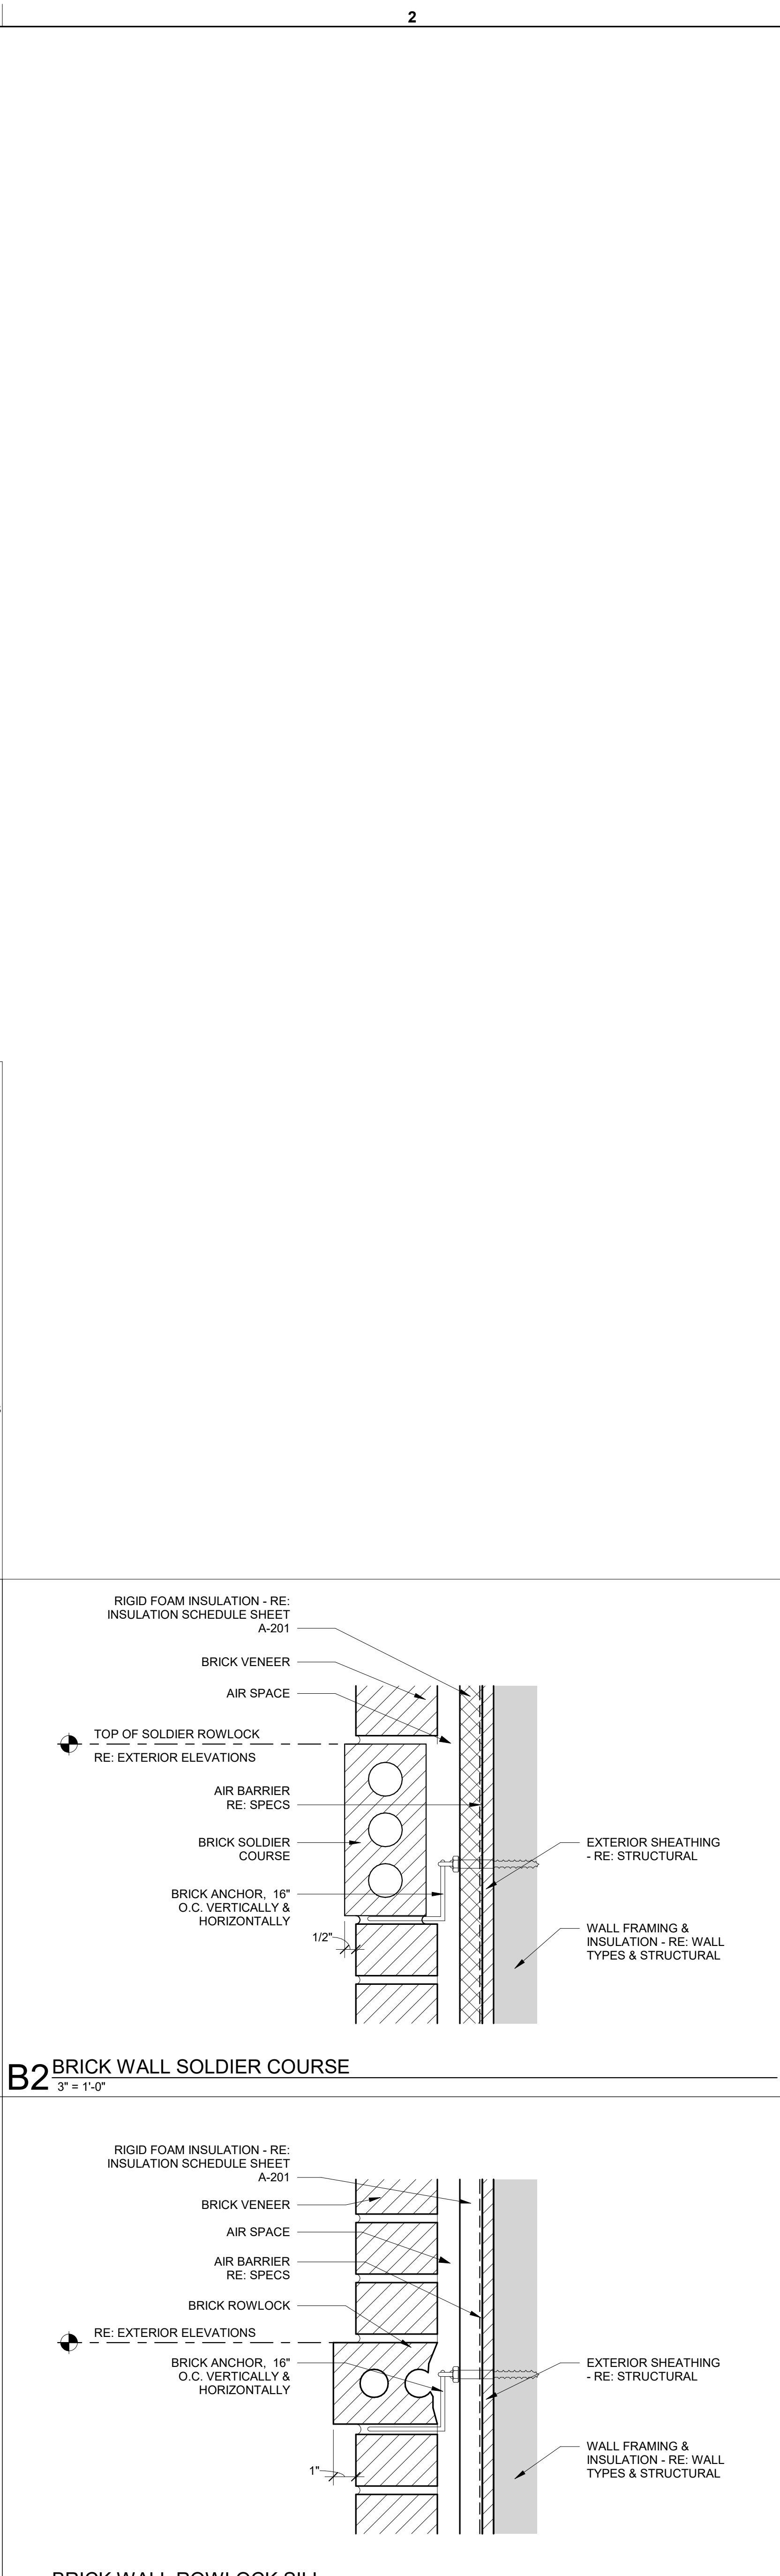 2
RIGID FOAM INSULATION - RE:
INSULATION SCHEDULE SHEET
A-201
BRICK VENEER
AIR SPACE
TOP OF SOLDIER ROWLOCK
RE: EXTERIOR ELEVATIONS
AIR BARRIER
RE: SPECS
BRICK SOLDIER
COURSE
EXTERIOR SHEATHING
- RE: STRUCTURAL
BRICK ANCHOR, 16"
O.C. VERTICALLY &
HORIZONTALLY
1/2"
WALL FRAMING &
INSULATION - RE: WALL
TYPES & STRUCTURAL
B2 BRICK WALL SOLDIER COURSE
3" = 1'-0"
RIGID FOAM INSULATION - RE:
INSULATION SCHEDULE SHEET
A-201
BRICK VENEER
AIR SPACE
AIR BARRIER
RE: SPECS
BRICK ROWLOCK
RE: EXTERIOR ELEVATIONS
BRICK ANCHOR, 16"
O.C. VERTICALLY &
HORIZONTALLY
EXTERIOR SHEATHING
- RE: STRUCTURAL
WALL FRAMING &
INSULATION - RE: WALL
TYPES & STRUCTURAL
1"
BRICK WALL ROWLOCK SILL